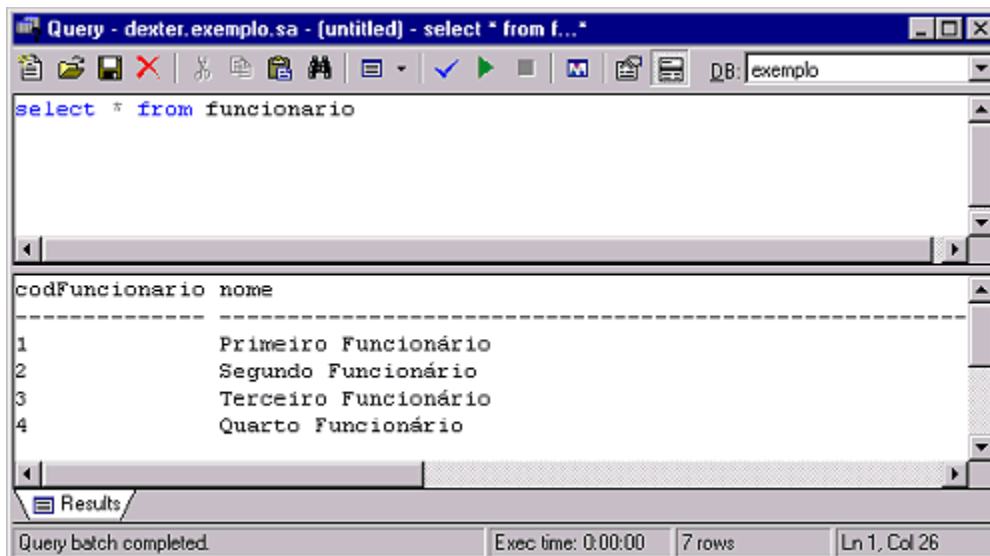 Query - dexter.exemplo.sa - (untitled) - select * from f...*
DB: exemplo
select * from funcionario
codFuncionario nome
-------------- -------------------------------------------------------
1 Primeiro Funcionário
2 Segundo Funcionário
3 Terceiro Funcionário
4 Quarto Funcionário
Results
Query batch completed. Exec time: 0:00:00 7 rows Ln 1, Col 26